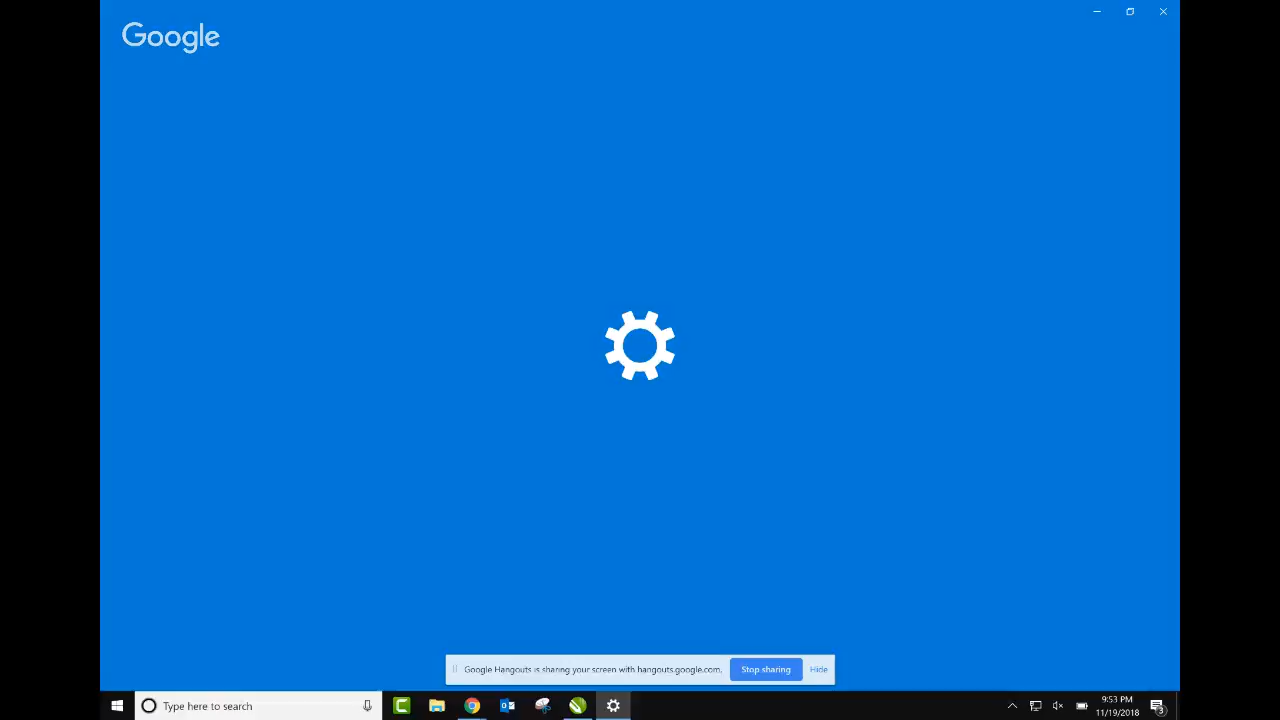 Google
Google Hangouts is sharing your screen with hangouts.google.com.
Stop sharing
Hide
Type here to search
9:53 PM
11/19/2018
3